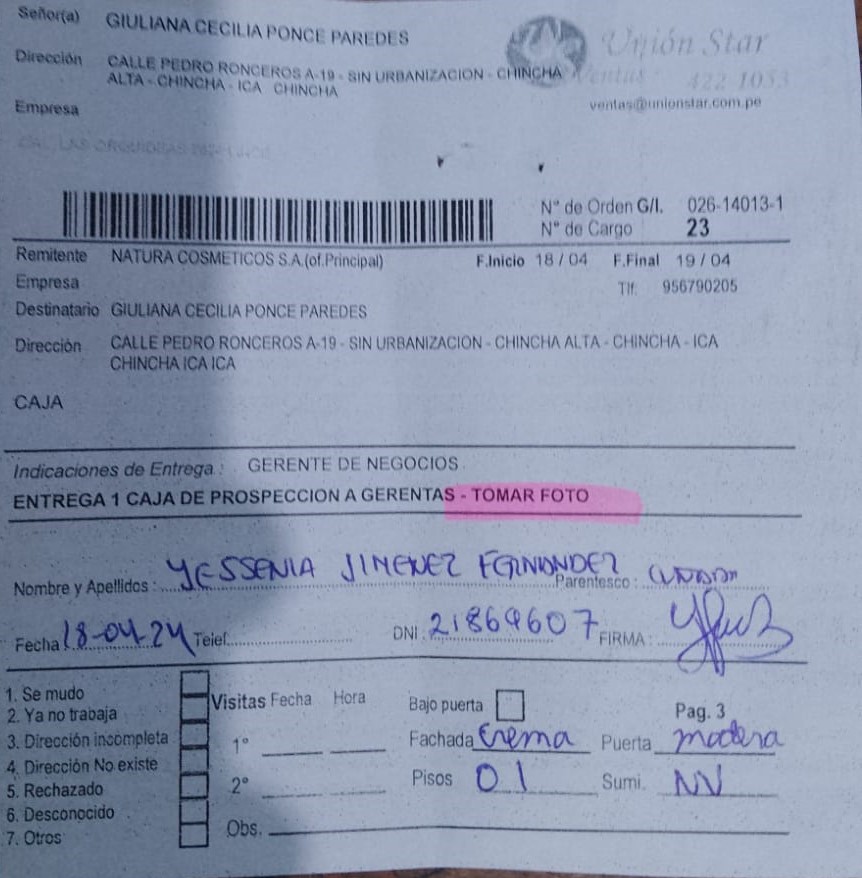 Señor(a) GIULIANA CECILIA PONCE PAREDES
Unión Star
Dirección CALLE PEDRO RONCEROS A-19 - SIN URBANIZACION - CHINCHA
ALTA - CHINCHA - ICA CHINCHA
Ventas: 422 1053
Empresa
ventas@unionstar.com.pe
N° de Orden G/I. 026-14013-1
N° de Cargo 23
Remitente NATURA COSMETICOS S.A.(of.Principal) F.Inicio 18 / 04 F.Final 19 / 04
Empresa Tlf: 956790205
Destinatario GIULIANA CECILIA PONCE PAREDES
Dirección CALLE PEDRO RONCEROS A-19 - SIN URBANIZACION - CHINCHA ALTA - CHINCHA - ICA
CHINCHA ICA ICA
CAJA
Indicaciones de Entrega : GERENTE DE NEGOCIOS
ENTREGA 1 CAJA DE PROSPECCION A GERENTAS - TOMAR FOTO
Nombre y Apellidos : YESSENIA JIMENEZ FERNANDEZ Parentesco :
Fecha 18-04-24 Telef. DNI : 21869607 FIRMA :
1. Se mudo
2. Ya no trabaja
3. Dirección incompleta
4. Dirección No existe
5. Rechazado
6. Desconocido
7. Otros
Visitas Fecha Hora
1°
2°
Obs.
Bajo puerta Pag. 3
Fachada Crema Puerta madera
Pisos 01 Sumi. NV